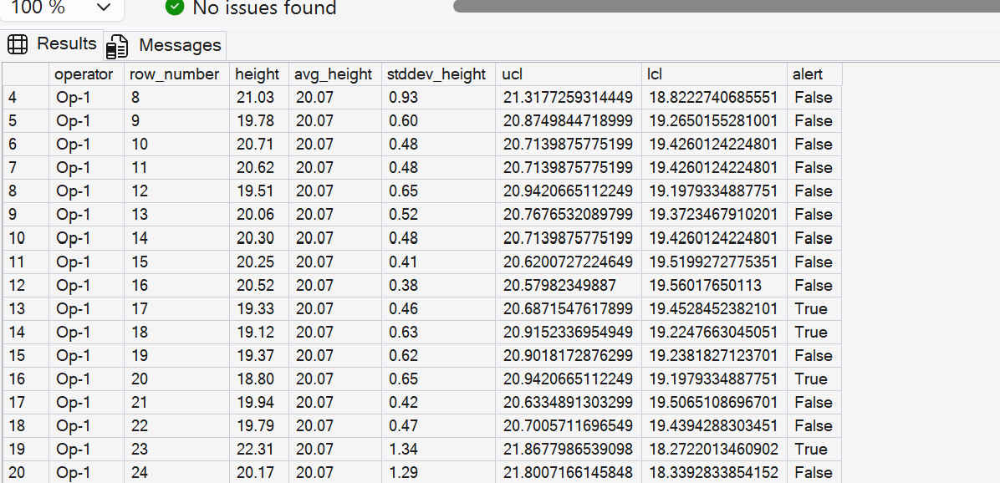 100 % No issues found
Results Messages
operator row_number height avg_height stddev_height ucl lcl alert
4 Op-1 8 21.03 20.07 0.93 21.3177259314449 18.8222740685551 False
5 Op-1 9 19.78 20.07 0.60 20.8749844718999 19.2650155281001 False
6 Op-1 10 20.71 20.07 0.48 20.7139875775199 19.4260124224801 False
7 Op-1 11 20.62 20.07 0.48 20.7139875775199 19.4260124224801 False
8 Op-1 12 19.51 20.07 0.65 20.9420665112249 19.1979334887751 False
9 Op-1 13 20.06 20.07 0.52 20.7676532089799 19.3723467910201 False
10 Op-1 14 20.30 20.07 0.48 20.7139875775199 19.4260124224801 False
11 Op-1 15 20.25 20.07 0.41 20.6200727224649 19.5199272775351 False
12 Op-1 16 20.52 20.07 0.38 20.57982349887 19.56017650113 False
13 Op-1 17 19.33 20.07 0.46 20.6871547617899 19.4528452382101 True
14 Op-1 18 19.12 20.07 0.63 20.9152336954949 19.2247663045051 True
15 Op-1 19 19.37 20.07 0.62 20.9018172876299 19.2381827123701 False
16 Op-1 20 18.80 20.07 0.65 20.9420665112249 19.1979334887751 True
17 Op-1 21 19.94 20.07 0.42 20.6334891303299 19.5065108696701 False
18 Op-1 22 19.79 20.07 0.47 20.7005711696549 19.4394288303451 False
19 Op-1 23 22.31 20.07 1.34 21.8677986539098 18.2722013460902 True
20 Op-1 24 20.17 20.07 1.29 21.8007166145848 18.3392833854152 False